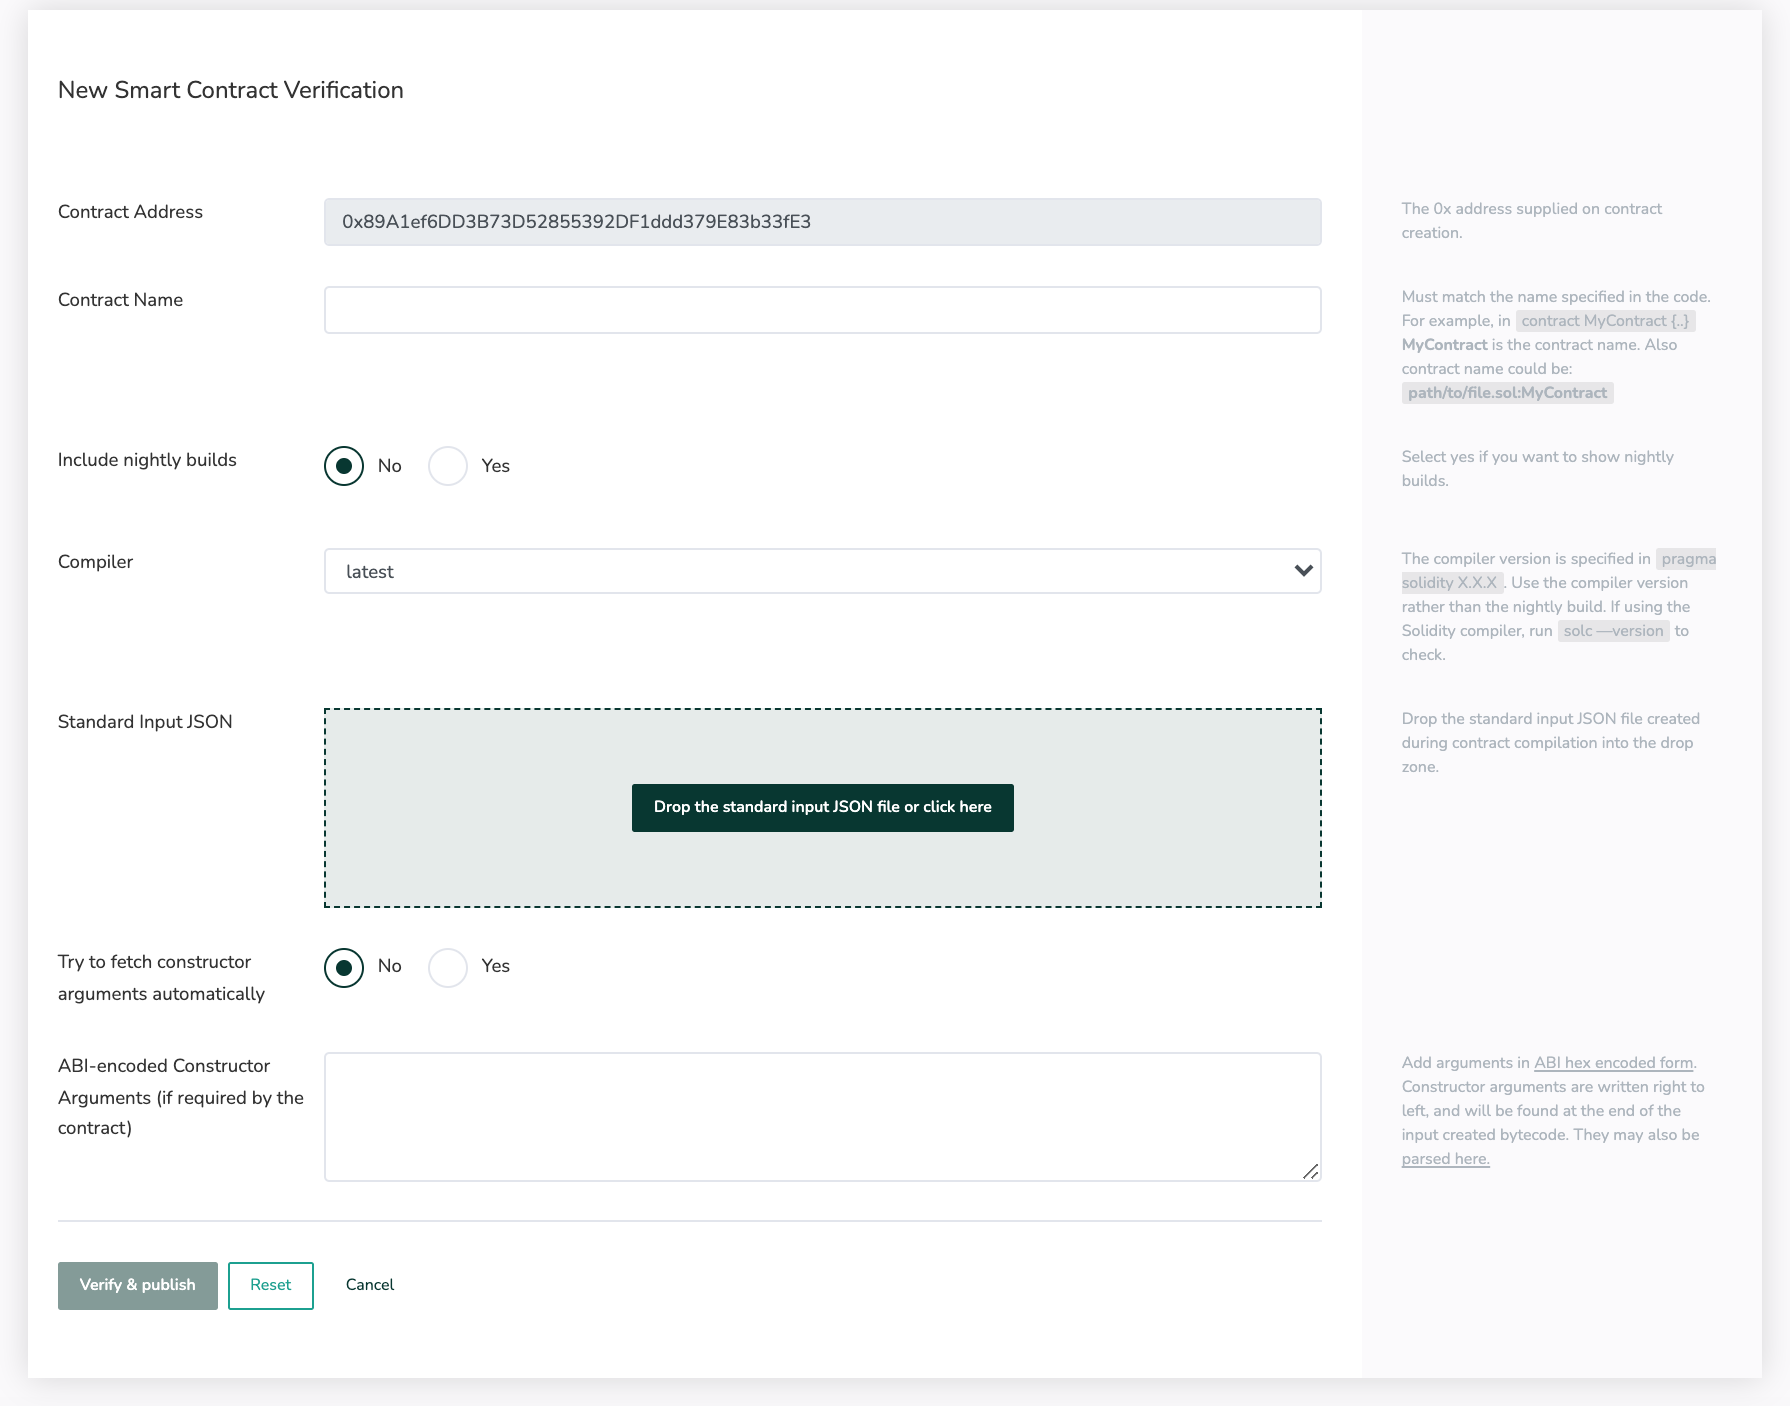 New Smart Contract Verification
Contract Address
0x89A1ef6DD3B73D52855392DF1ddd379E83b33fE3
The 0x address supplied on contract
creation.
Contract Name
Must match the name specified in the code.
For example, in contract MyContract {..}
MyContract is the contract name. Also
contract name could be:
path/to/file.sol:MyContract
Include nightly builds
No
Yes
Select yes if you want to show nightly
builds.
Compiler
latest
The compiler version is specified in pragma
solidity X.X.X . Use the compiler version
rather than the nightly build. If using the
Solidity compiler, run solc —version to
check.
Standard Input JSON
Drop the standard input JSON file or click here
Drop the standard input JSON file created
during contract compilation into the drop
zone.
Try to fetch constructor
arguments automatically
No
Yes
ABI-encoded Constructor
Arguments (if required by the
contract)
Add arguments in ABI hex encoded form.
Constructor arguments are written right to
left, and will be found at the end of the
input created bytecode. They may also be
parsed here.
Verify & publish
Reset
Cancel